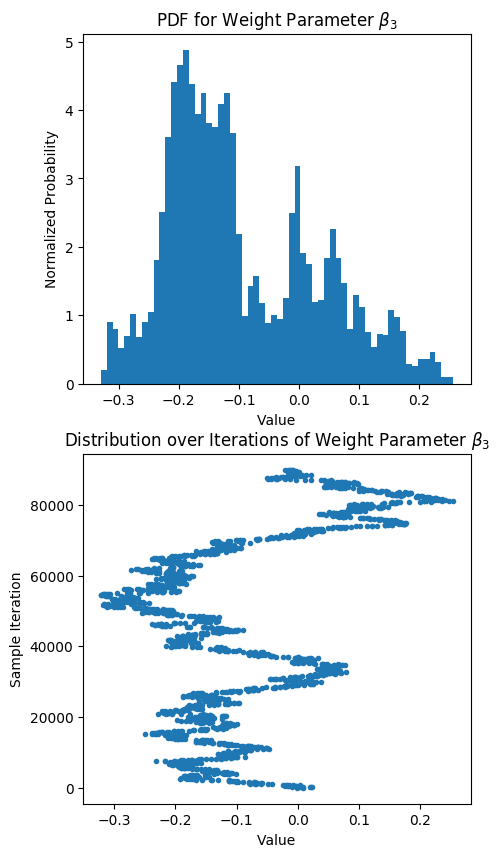 PDF for Weight Parameter β3
5
4
3
2
1
0
Normalized Probability
−0.3 −0.2 −0.1 0.0 0.1 0.2
Value
Distribution over Iterations of Weight Parameter β3
80000
60000
40000
20000
0
Sample Iteration
−0.3 −0.2 −0.1 0.0 0.1 0.2
Value